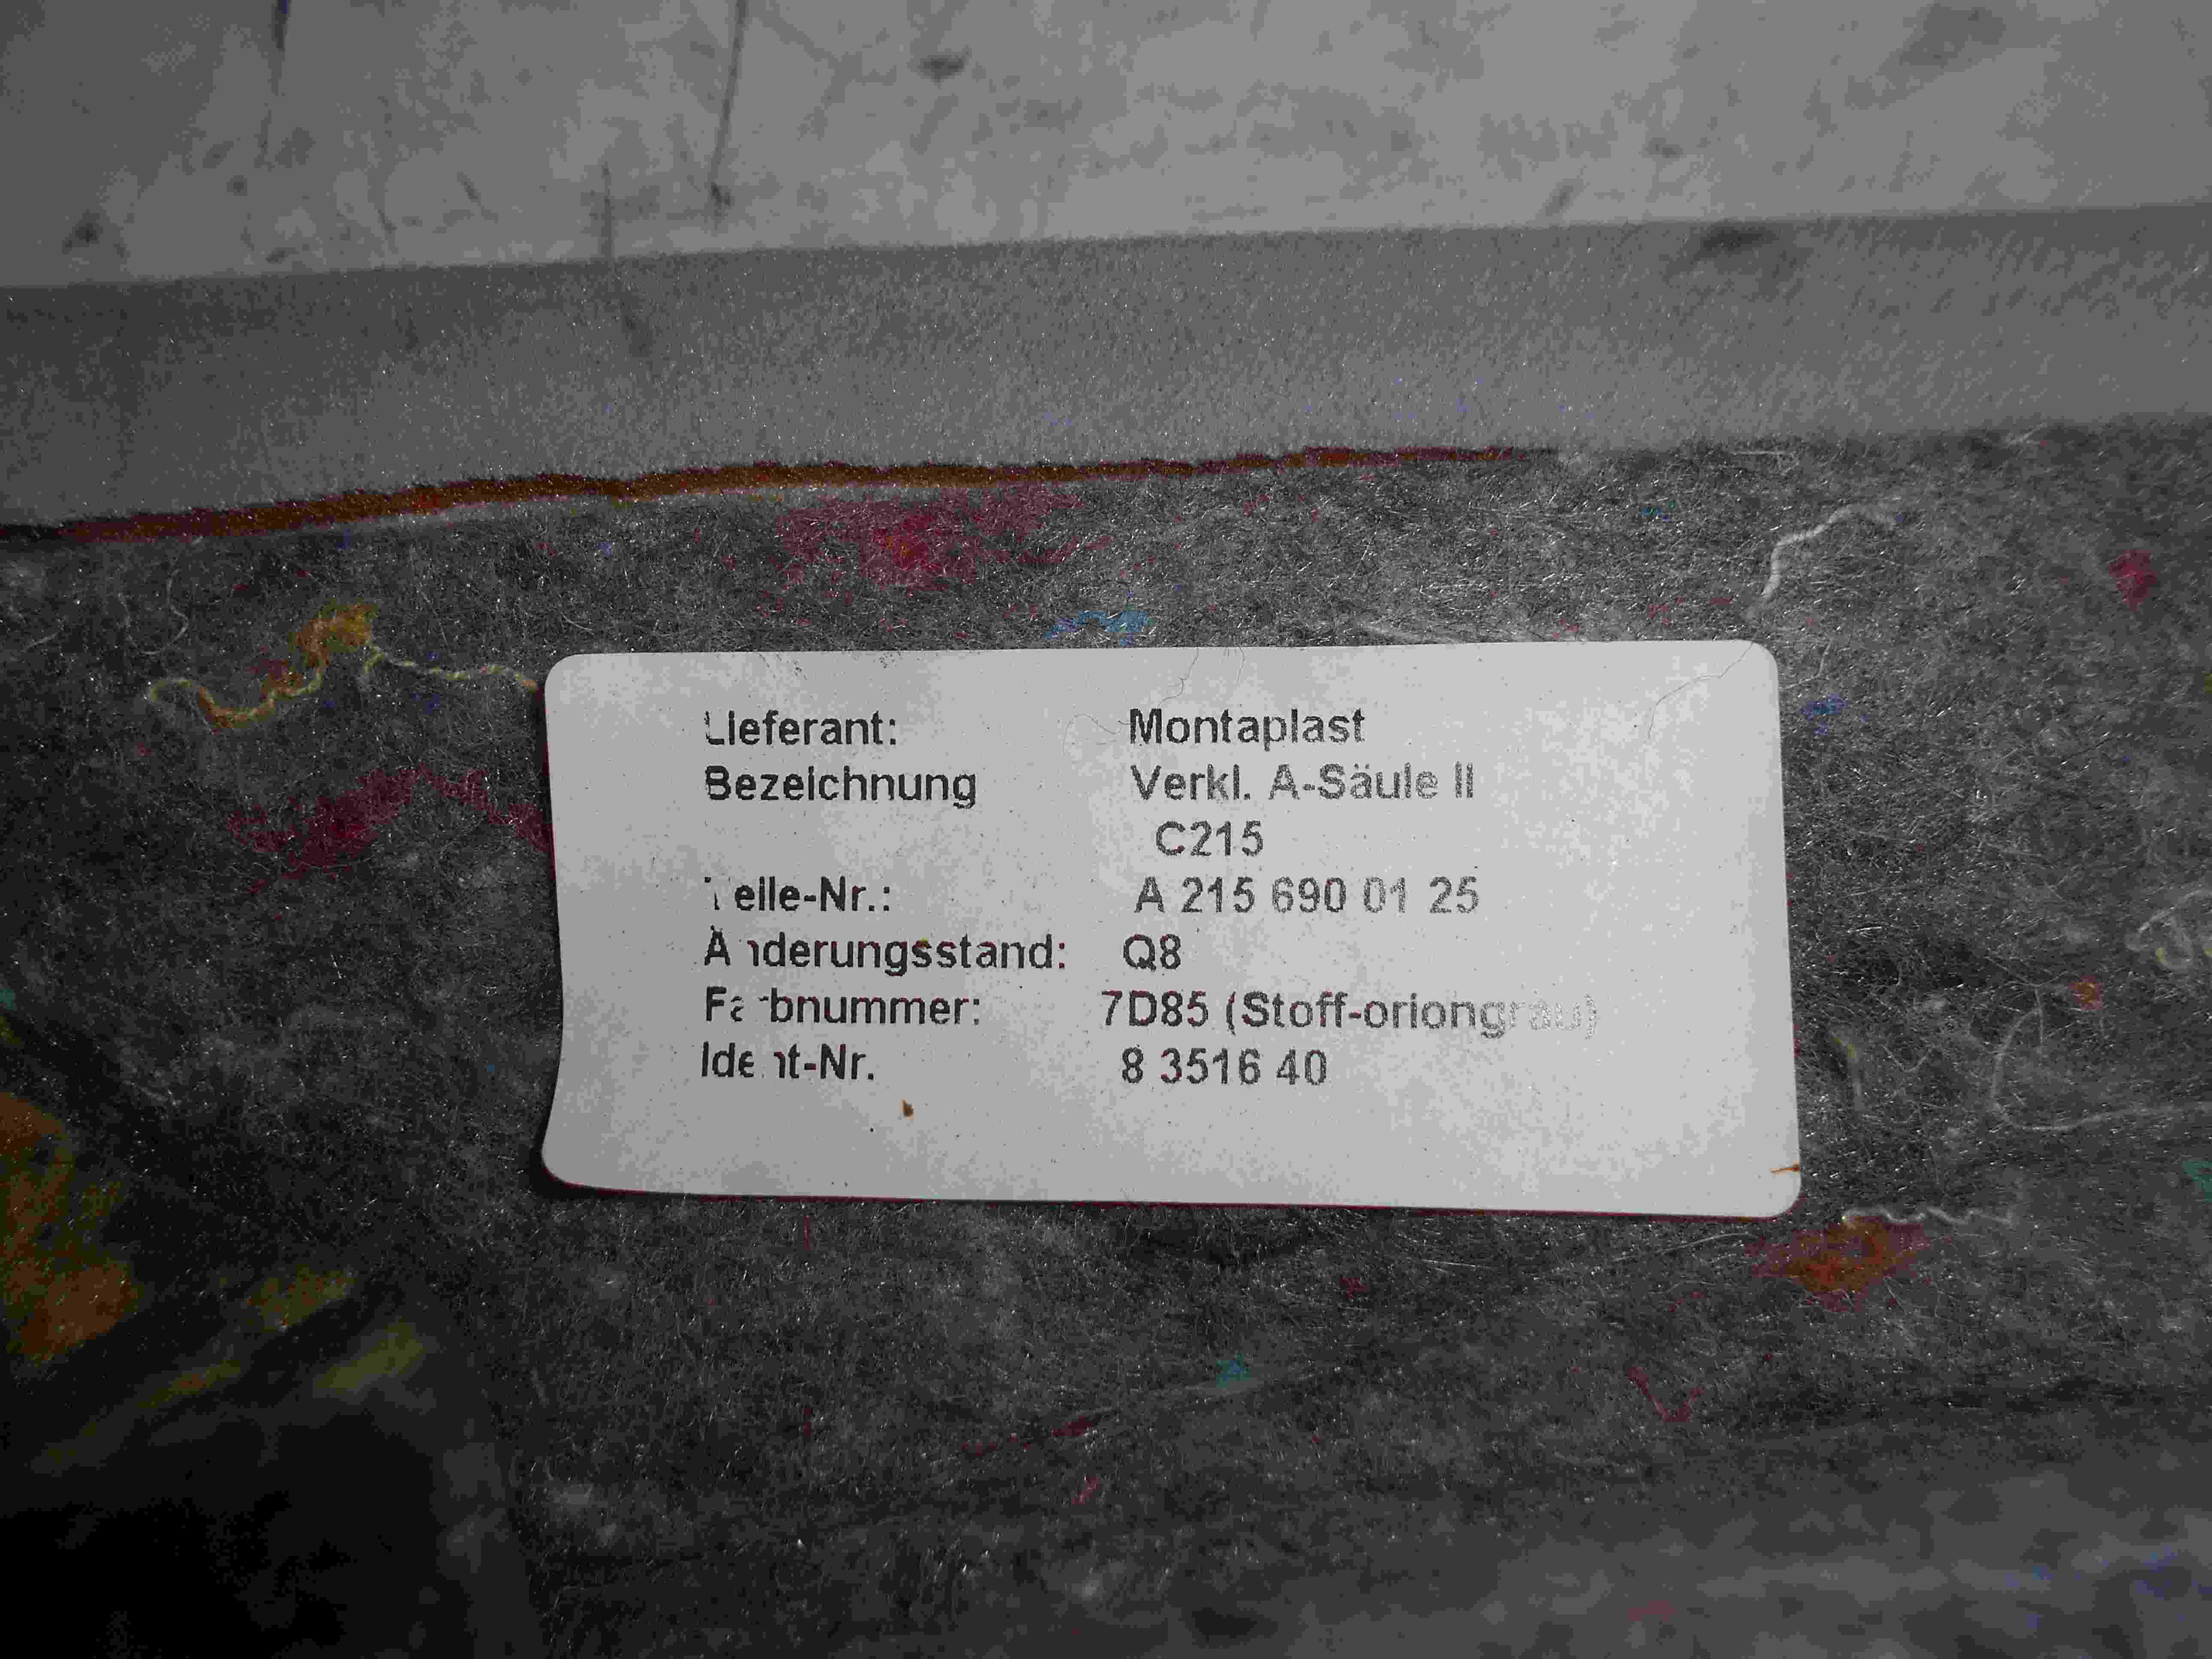 Lieferant: Montaplast
Bezeichnung Verkl. A-Säule II
C215
Teile-Nr.: A 215 690 01 25
Änderungsstand: Q8
Farbnummer: 7D85 (Stoff-oriongrau)
Ident-Nr. 8 3516 40